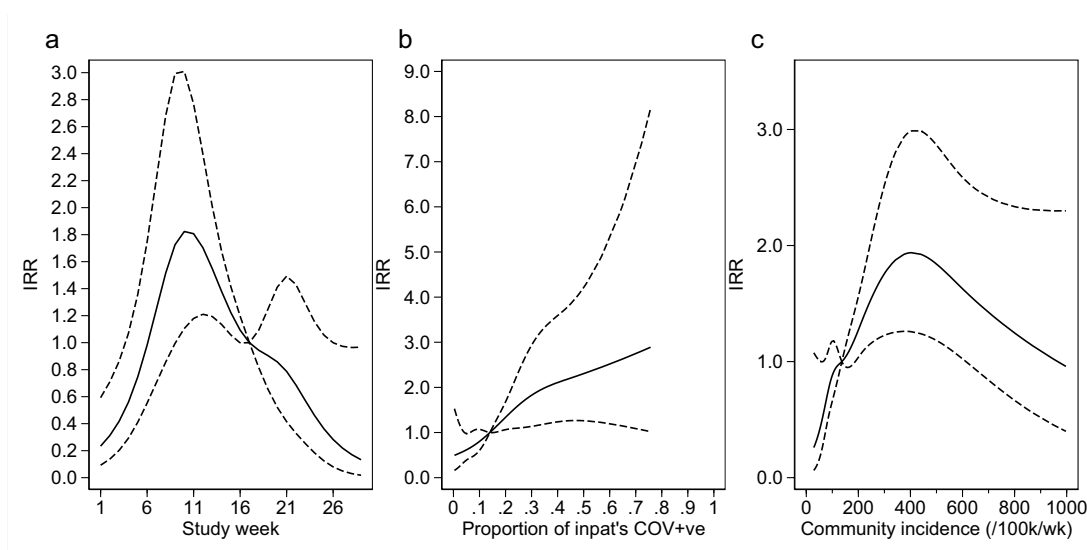 a
IRR
3.0
2.8
2.6
2.4
2.2
2.0
1.8
1.6
1.4
1.2
1.0
0.8
0.6
0.4
0.2
0.0
1 6 11 16 21 26
Study week
b
IRR
9.0
8.0
7.0
6.0
5.0
4.0
3.0
2.0
1.0
0.0
0 .1 .2 .3 .4 .5 .6 .7 .8 .9 1
Proportion of inpat's COV+ve
c
IRR
3.0
2.0
1.0
0.0
0 200 400 600 800 1000
Community incidence (/100k/wk)